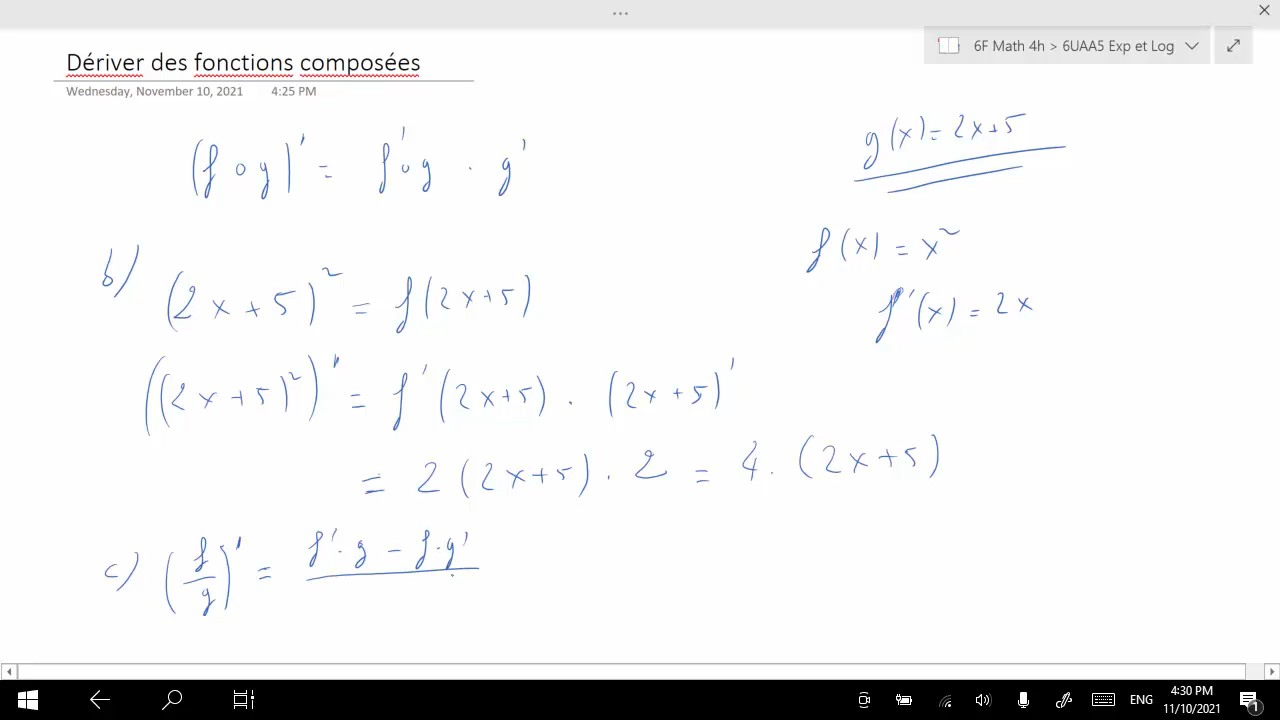 ...
6F Math 4h > 6UAA5 Exp et Log
Dériver des fonctions composées
Wednesday, November 10, 2021 4:25 PM
(f o g)' = f' o g . g'
g(x) = 2x+5
f(x) = x²
f'(x) = 2x
b) (2x+5)² = f(2x+5)
((2x+5)²)' = f'(2x+5) . (2x+5)'
= 2(2x+5) . 2 = 4 . (2x+5)
c) (f/g)' = f'.g - f.g'
ENG
4:30 PM
11/10/2021
1